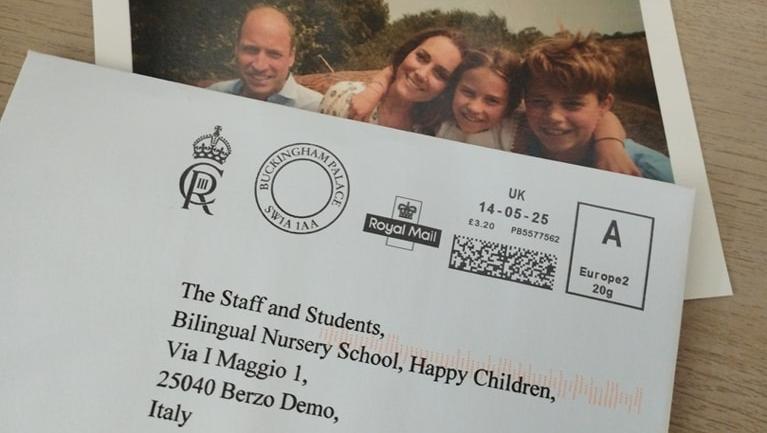 CIIIR
BUCKINGHAM PALACE
SW1A 1AA
Royal Mail
UK
14-05-25
£3.20 PB5577562
A
Europe2
20g
The Staff and Students,
Bilingual Nursery School, Happy Children,
Via I Maggio 1,
25040 Berzo Demo,
Italy